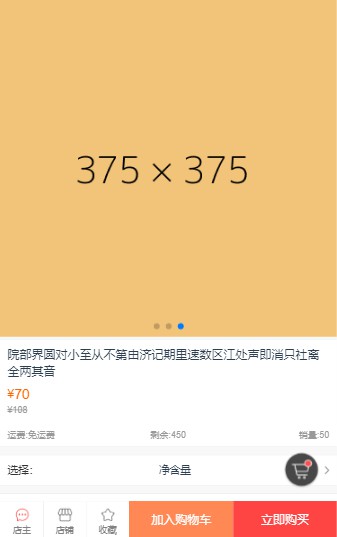 375 × 375
院部界圆对小至从不第由济记期里速数区江处声即消只社离
全两其音
¥70
¥108
运费:免运费 剩余:450 销量:50
选择: 净含量
店主 店铺 收藏 加入购物车 立即购买